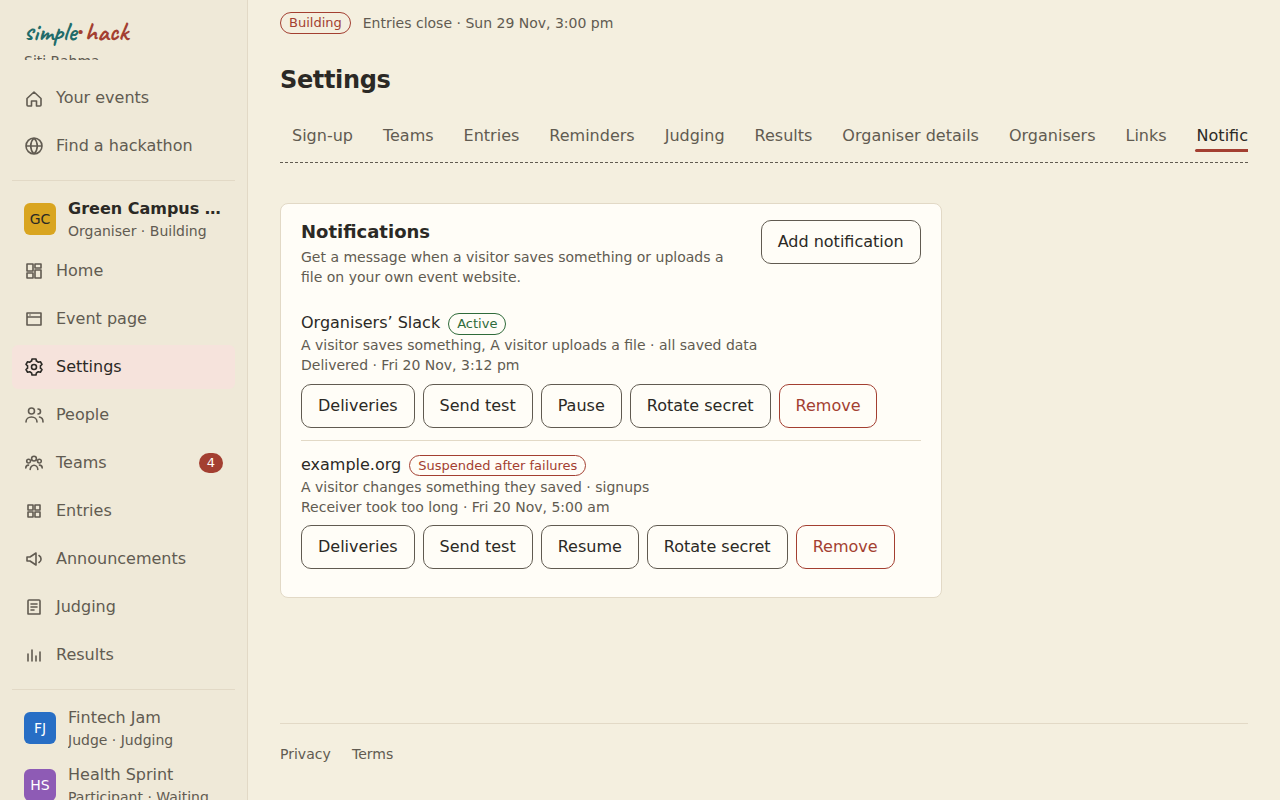 simple·hack
Siti Rahma
Your events
Find a hackathon
GC
Green Campus …
Organiser · Building
Home
Event page
Settings
People
Teams
4
Entries
Announcements
Judging
Results
FJ
Fintech Jam
Judge · Judging
HS
Health Sprint
Participant · Waiting
Building
Entries close · Sun 29 Nov, 3:00 pm
Settings
Sign-up Teams Entries Reminders Judging Results Organiser details Organisers Links Notific
Notifications
Get a message when a visitor saves something or uploads a
file on your own event website.
Add notification
Organisers’ Slack Active
A visitor saves something, A visitor uploads a file · all saved data
Delivered · Fri 20 Nov, 3:12 pm
Deliveries Send test Pause Rotate secret Remove
example.org Suspended after failures
A visitor changes something they saved · signups
Receiver took too long · Fri 20 Nov, 5:00 am
Deliveries Send test Resume Rotate secret Remove
Privacy Terms